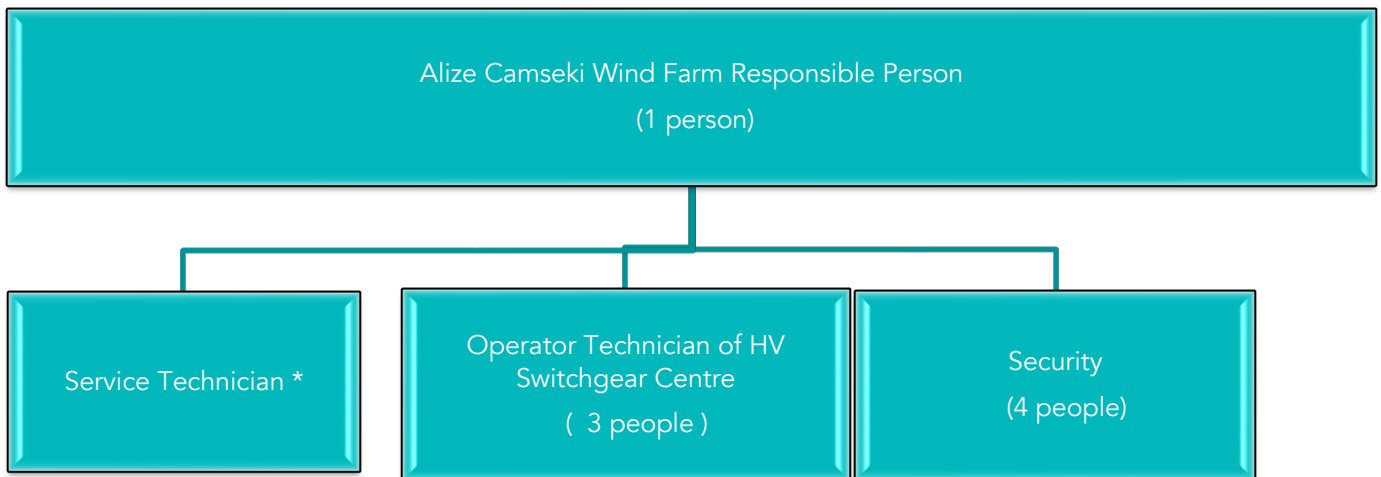 Alize Camseki Wind Farm Responsible Person
(1 person)
Service Technician *
Operator Technician of HV
Switchgear Centre
( 3 people )
Security
(4 people)